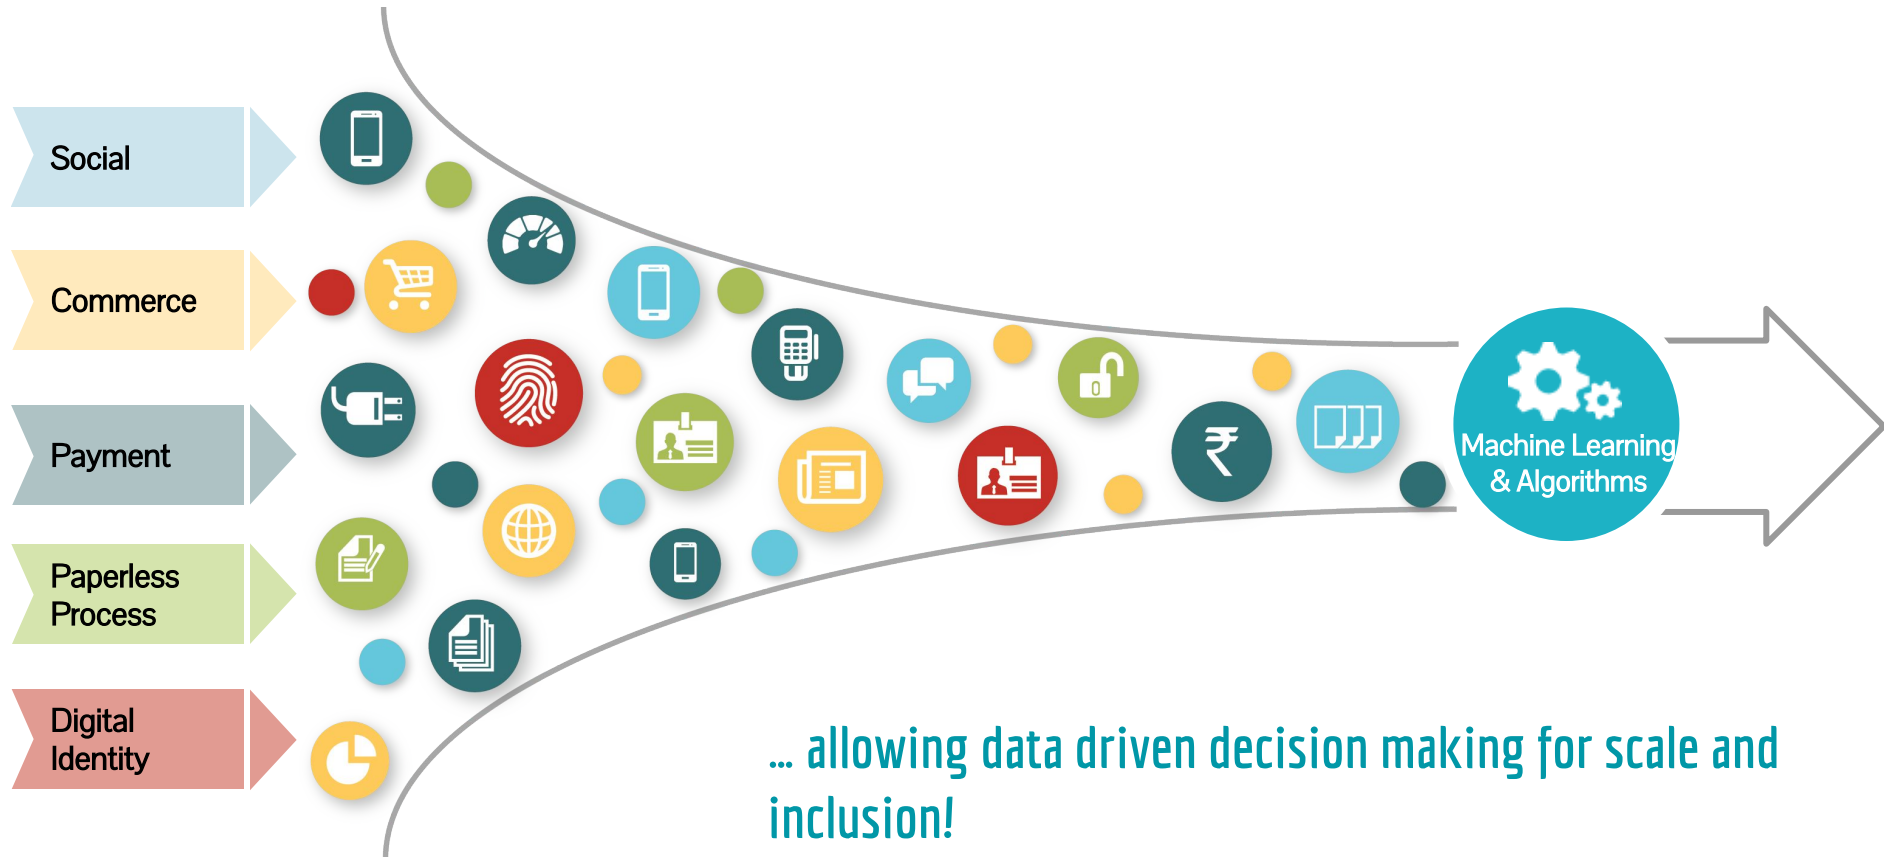 Social
Commerce
Payment
Paperless
Process
Digital
Identity
₹
Machine Learning
& Algorithms
... allowing data driven decision making for scale and
inclusion!